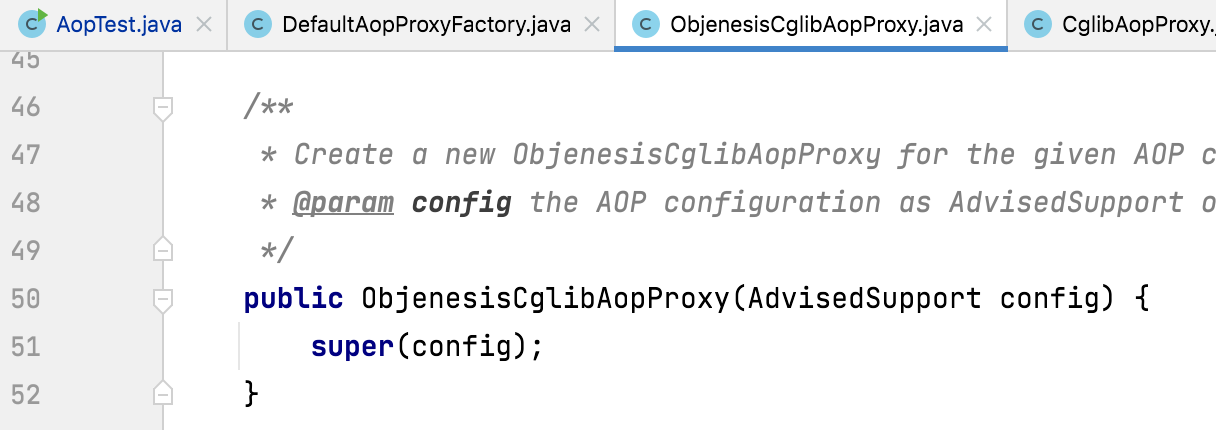 AopTest.java DefaultAopProxyFactory.java ObjenesisCglibAopProxy.java CglibAopProxy.
45
46 /**
47 * Create a new ObjenesisCglibAopProxy for the given AOP c
48 * @param config the AOP configuration as AdvisedSupport o
49 */
50 public ObjenesisCglibAopProxy(AdvisedSupport config) {
51 super(config);
52 }